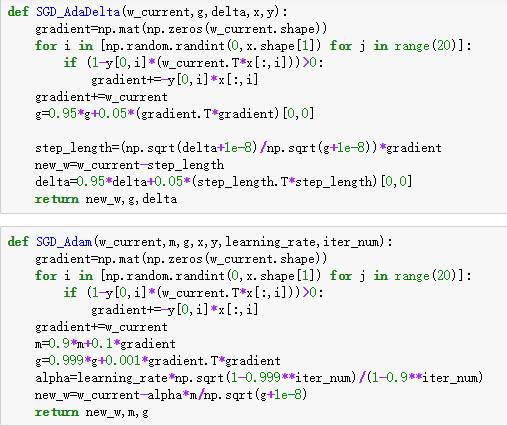 def SGD_AdaDelta(w_current,g,delta,x,y):
    gradient=np.mat(np.zeros(w_current.shape))
    for i in [np.random.randint(0,x.shape[1]) for j in range(20)]:
        if (1-y[0,i]*(w_current.T*x[:,i]))>0:
            gradient+=-y[0,i]*x[:,i]
    gradient+=w_current
    g=0.95*g+0.05*(gradient.T*gradient)[0,0]

    step_length=(np.sqrt(delta+1e-8)/np.sqrt(g+1e-8))*gradient
    new_w=w_current-step_length
    delta=0.95*delta+0.05*(step_length.T*step_length)[0,0]
    return new_w,g,delta

def SGD_Adam(w_current,m,g,x,y,learning_rate,iter_num):
    gradient=np.mat(np.zeros(w_current.shape))
    for i in [np.random.randint(0,x.shape[1]) for j in range(20)]:
        if (1-y[0,i]*(w_current.T*x[:,i]))>0:
            gradient+=-y[0,i]*x[:,i]
    gradient+=w_current
    m=0.9*m+0.1*gradient
    g=0.999*g+0.001*gradient.T*gradient
    alpha=learning_rate*np.sqrt(1-0.999**iter_num)/(1-0.9**iter_num)
    new_w=w_current-alpha*m/np.sqrt(g+1e-8)
    return new_w,m,g